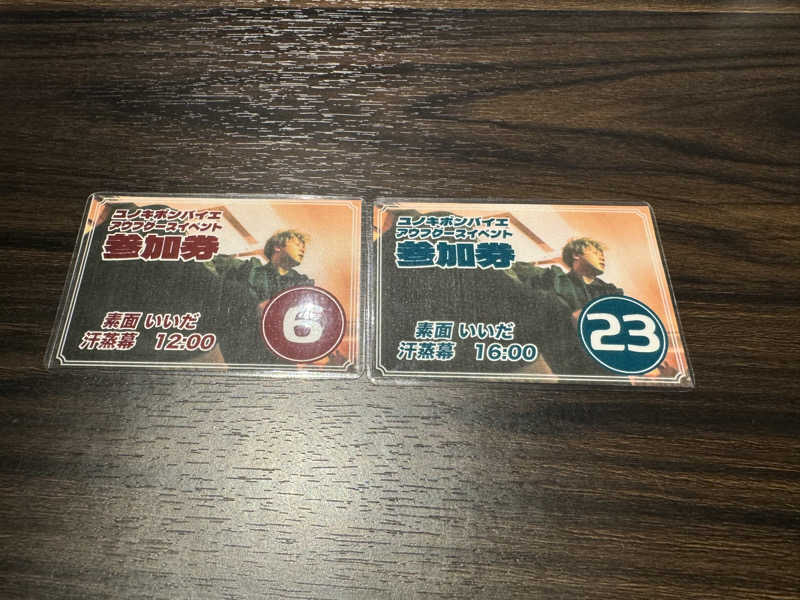 ユノキボンバイエ
アウフグースイベント
参加券
素面 いいだ
汗蒸幕 12:00
6
ユノキボンバイエ
アウフグースイベント
参加券
素面 いいだ
汗蒸幕 16:00
23